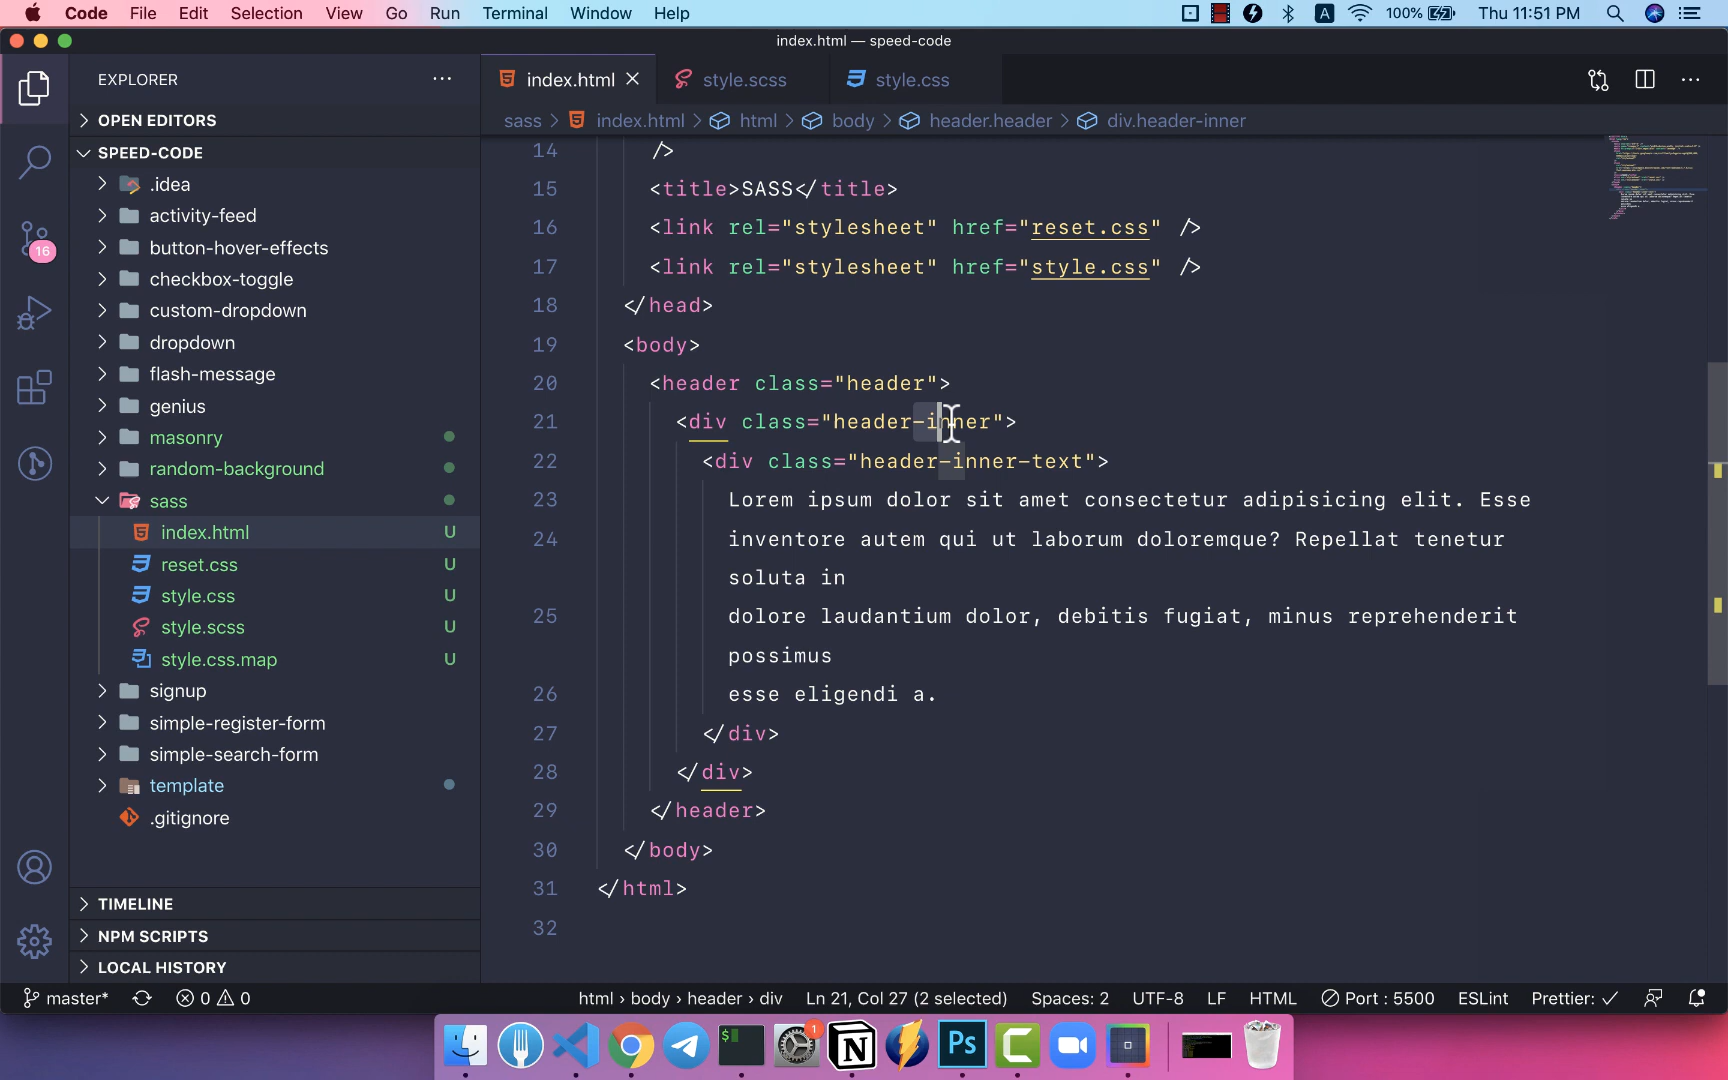 Code File Edit Selection View Go Run Terminal Window Help
A 100% Thu 11:51 PM
index.html — speed-code
EXPLORER
index.html
style.scss
style.css
sass > index.html > html > body > header.header > div.header-inner
OPEN EDITORS
SPEED-CODE
.idea
activity-feed
button-hover-effects
checkbox-toggle
custom-dropdown
dropdown
flash-message
genius
masonry
random-background
sass
index.html U
reset.css U
style.css U
style.scss U
style.css.map U
signup
simple-register-form
simple-search-form
template
.gitignore
TIMELINE
NPM SCRIPTS
LOCAL HISTORY
16
14 />
15 <title>SASS</title>
16 <link rel="stylesheet" href="reset.css" />
17 <link rel="stylesheet" href="style.css" />
18 </head>
19 <body>
20 <header class="header">
21 <div class="header-inner">
22 <div class="header-inner-text">
23 Lorem ipsum dolor sit amet consectetur adipisicing elit. Esse
24 inventore autem qui ut laborum doloremque? Repellat tenetur
soluta in
25 dolore laudantium dolor, debitis fugiat, minus reprehenderit
possimus
26 esse eligendi a.
27 </div>
28 </div>
29 </header>
30 </body>
31 </html>
32
master* 0 0 html › body › header › div Ln 21, Col 27 (2 selected) Spaces: 2 UTF-8 LF HTML Port : 5500 ESLint Prettier: ✓
$
1
N
Ps
C